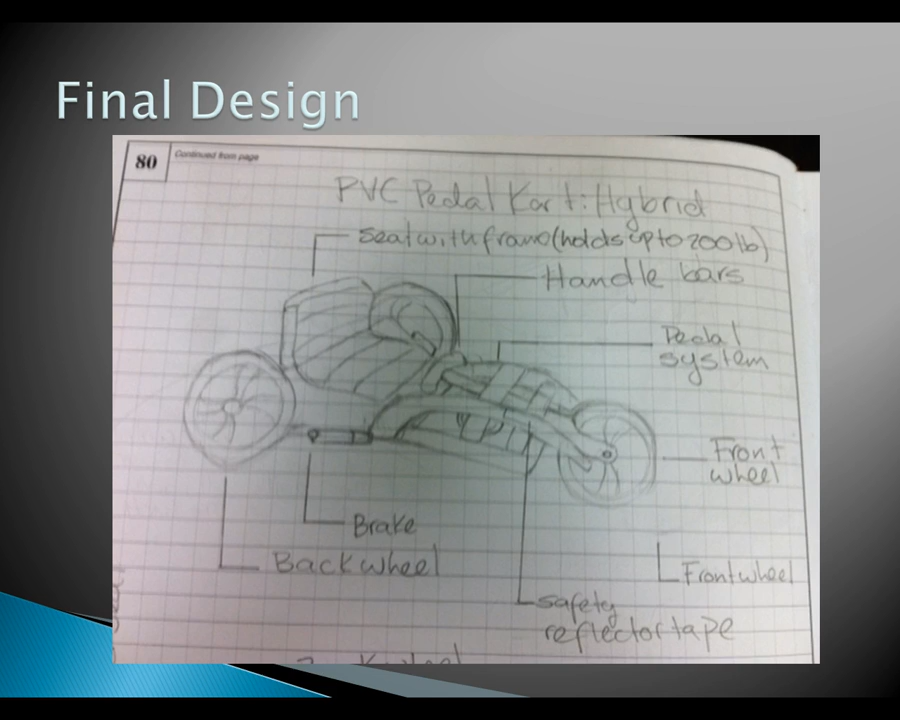 Final Design
80
Continued from page
PVC Pedal Kart: Hybrid
seat with frame (holds up to 200 lb)
Handle bars
Pedal
system
Front
wheel
Brake
Back wheel
Front wheel
safety
reflector tape